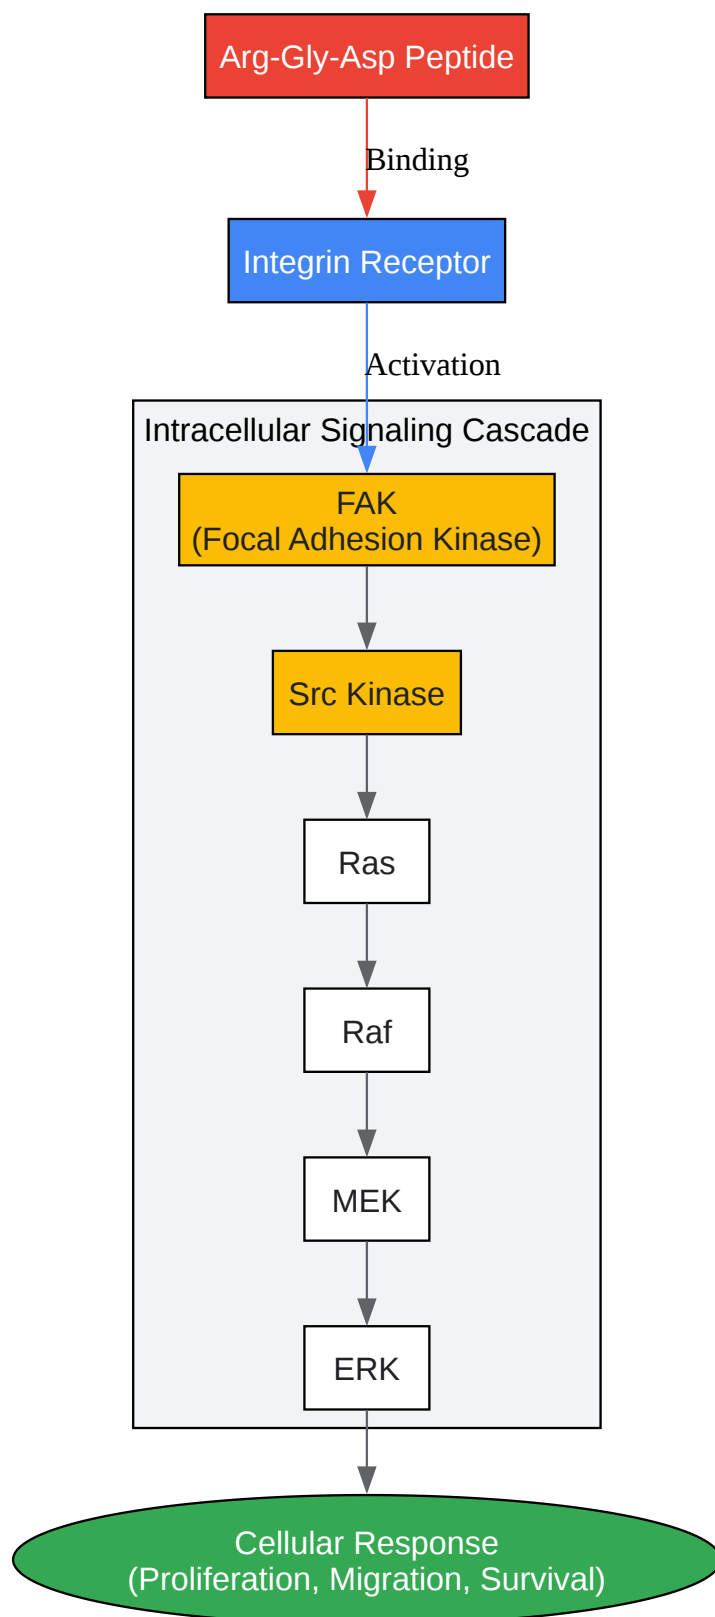 Arg-Gly-Asp Peptide
Binding
Integrin Receptor
Activation
Intracellular Signaling Cascade
FAK
(Focal Adhesion Kinase)
Src Kinase
Ras
Raf
MEK
ERK
Cellular Response
(Proliferation, Migration, Survival)